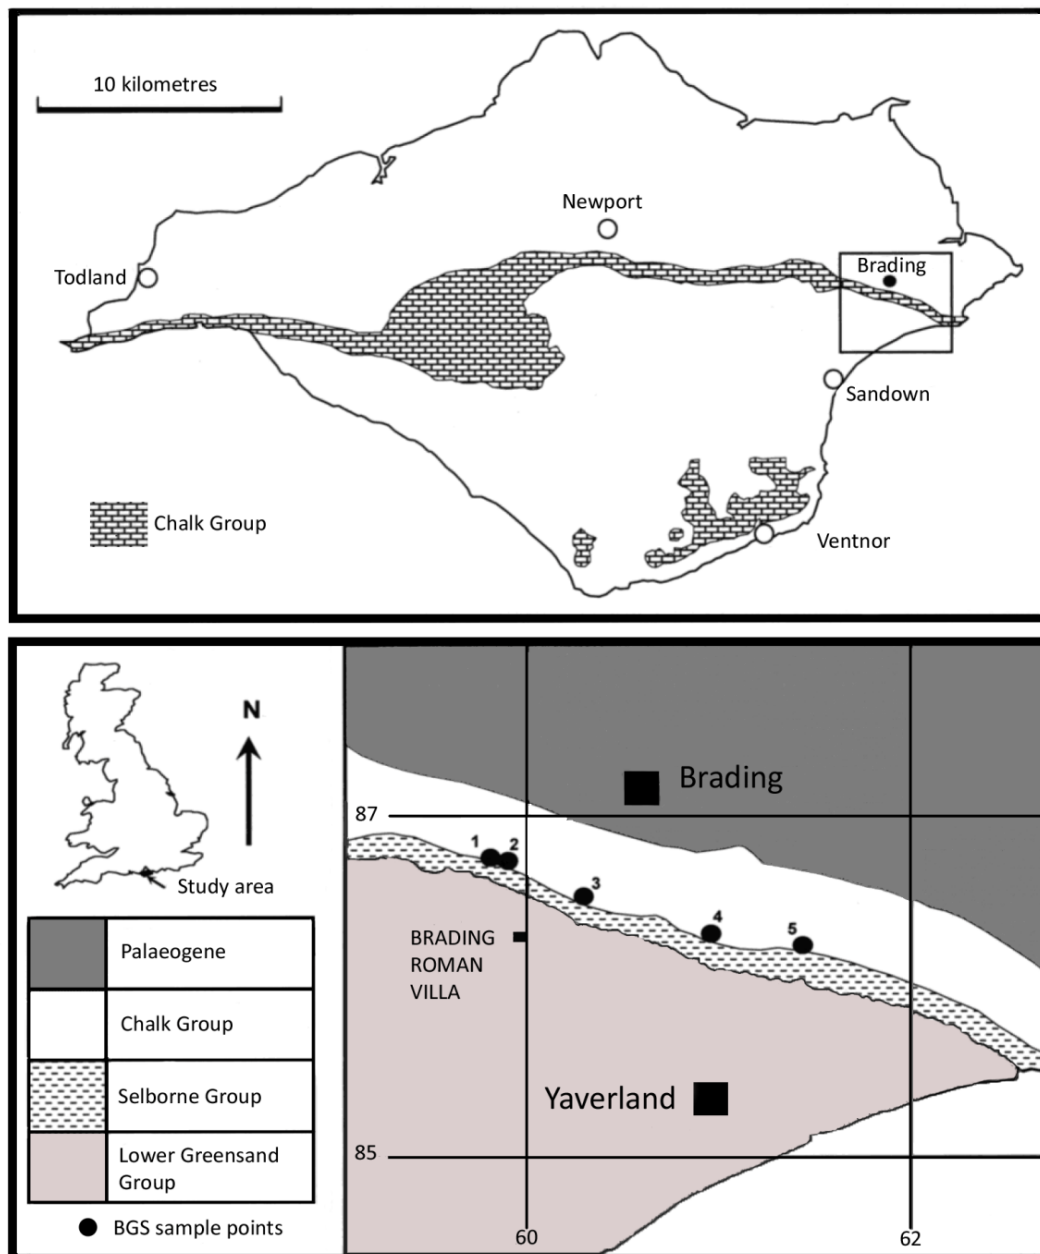 10 kilometres
Newport
Todland
Brading
Sandown
Chalk Group
Ventnor
N
Study area
Palaeogene
Chalk Group
Selborne Group
Lower Greensand
Group
BGS sample points
Brading
87
1
2
3
4
5
BRADING
ROMAN
VILLA
Yaverland
85
60
62